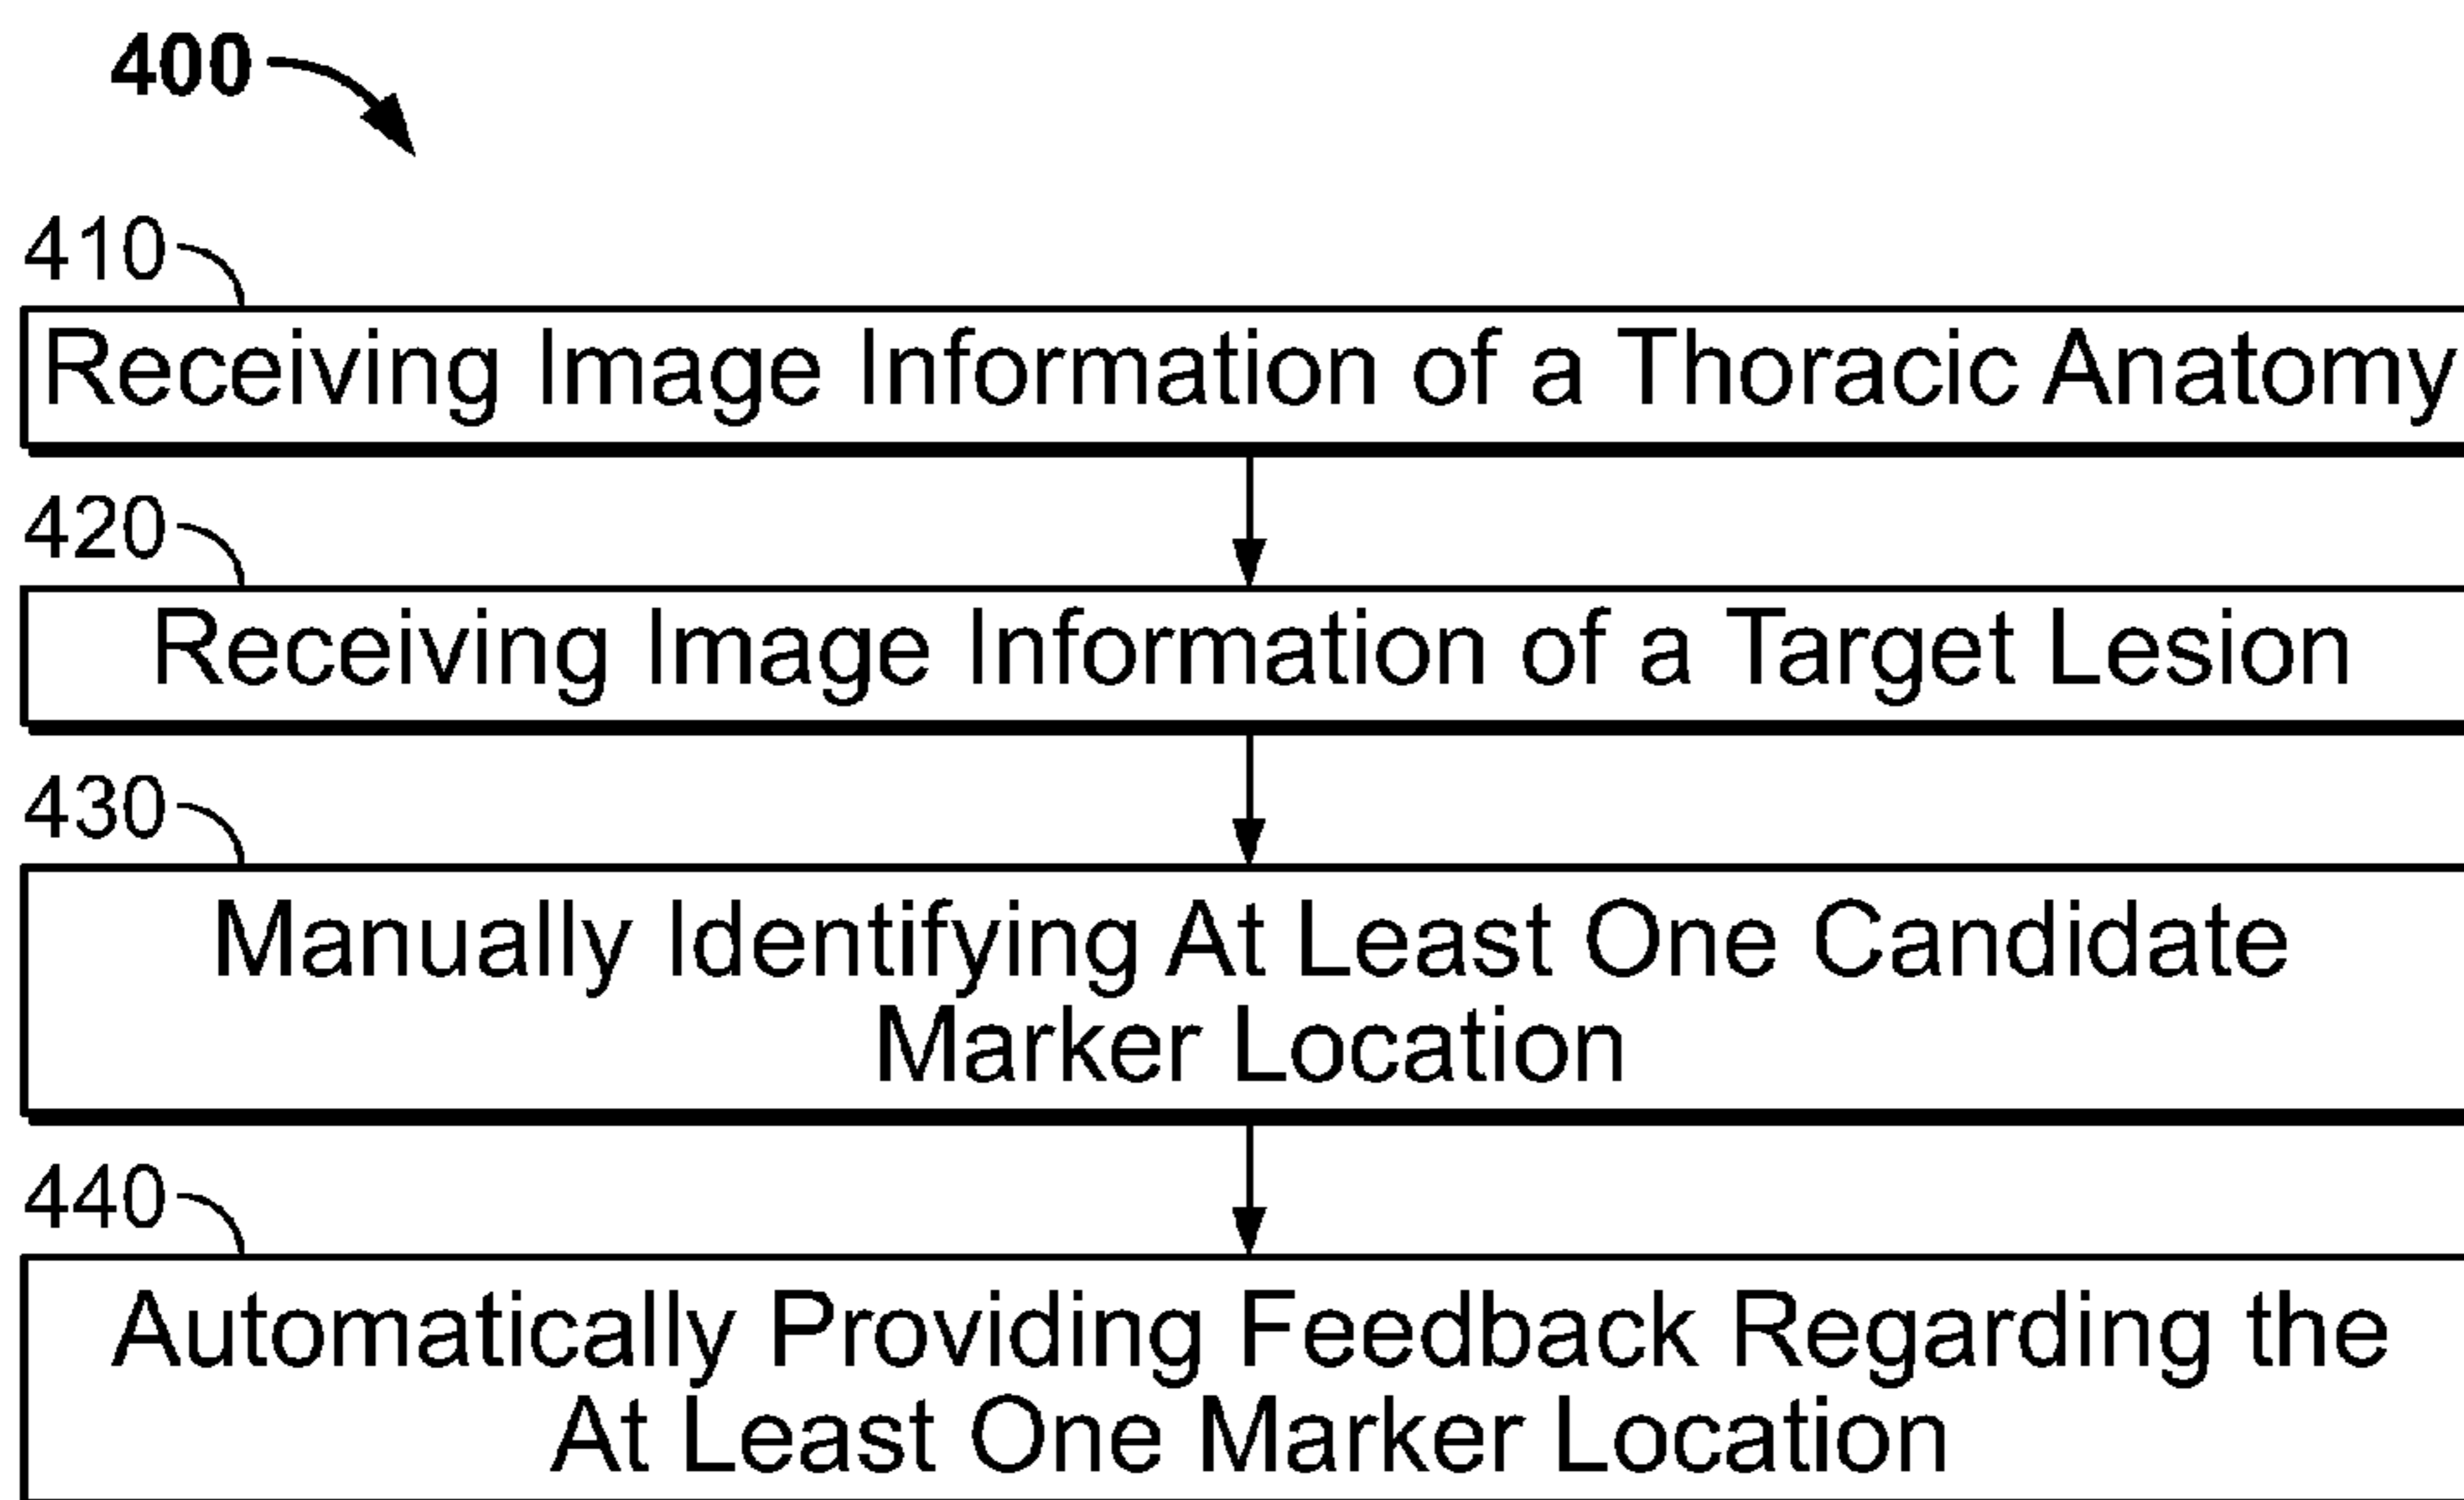 400
410
Receiving Image Information of a Thoracic Anatomy
420
Receiving Image Information of a Target Lesion
430
Manually Identifying At Least One Candidate
Marker Location
440
Automatically Providing Feedback Regarding the
At Least One Marker Location